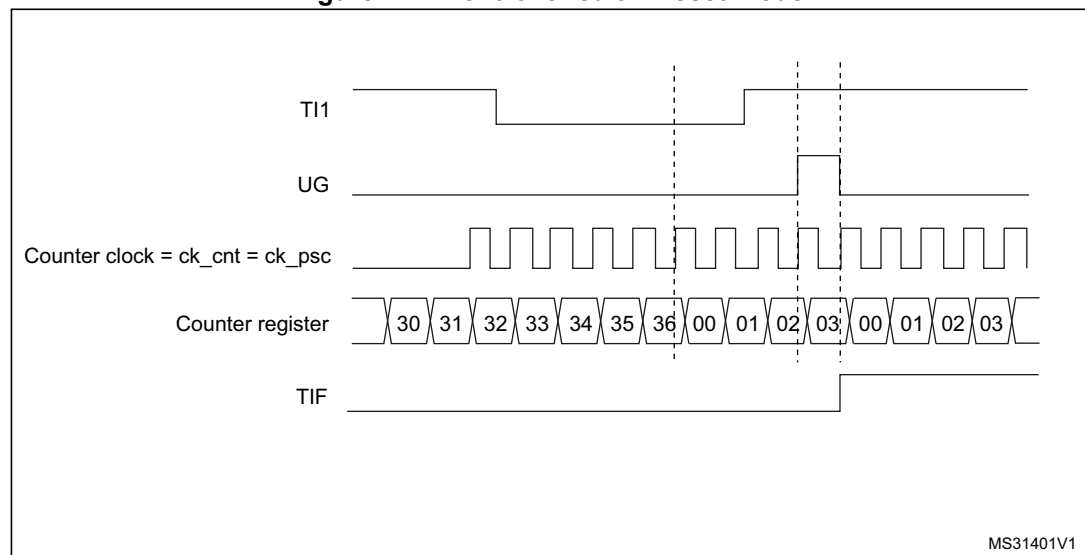 TI1
UG
Counter clock = ck_cnt = ck_psc
Counter register
30 31 32 33 34 35 36 00 01 02 03 00 01 02 03
TIF
MS31401V1